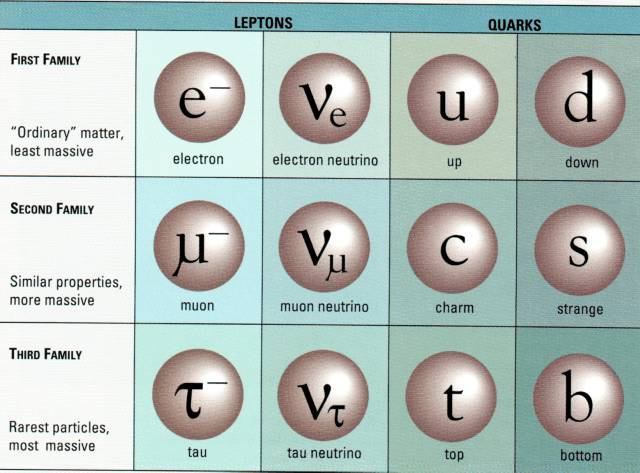 LEPTONS QUARKS
FIRST FAMILY
e− νe u d
"Ordinary" matter,
least massive
electron electron neutrino up down
SECOND FAMILY
μ− νμ c s
Similar properties,
more massive
muon muon neutrino charm strange
THIRD FAMILY
τ− ντ t b
Rarest particles,
most massive
tau tau neutrino top bottom